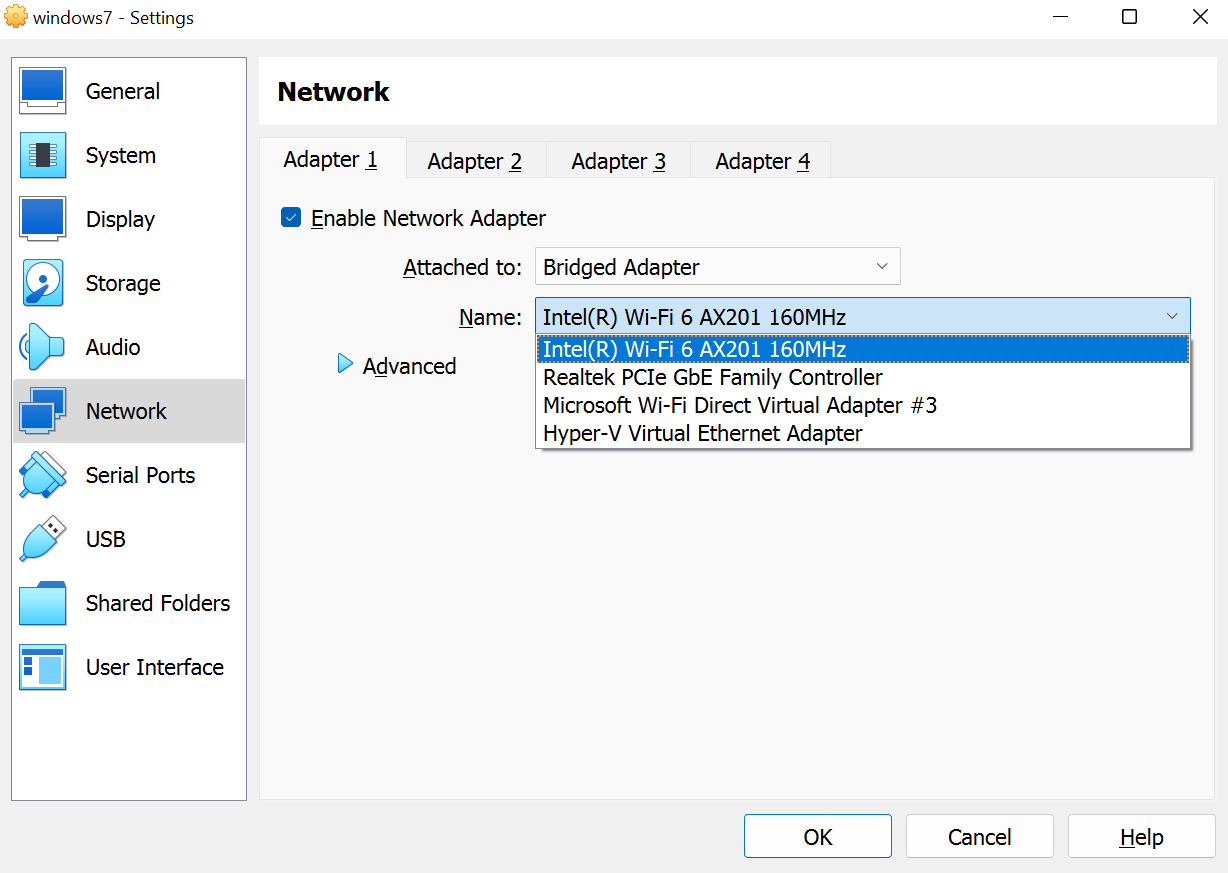 windows7 - Settings
General
System
Display
Storage
Audio
Network
Serial Ports
USB
Shared Folders
User Interface
Network
Adapter 1 Adapter 2 Adapter 3 Adapter 4
Enable Network Adapter
Attached to: Bridged Adapter
Name: Intel(R) Wi-Fi 6 AX201 160MHz
Intel(R) Wi-Fi 6 AX201 160MHz
Realtek PCIe GbE Family Controller
Microsoft Wi-Fi Direct Virtual Adapter #3
Hyper-V Virtual Ethernet Adapter
Advanced
OK Cancel Help